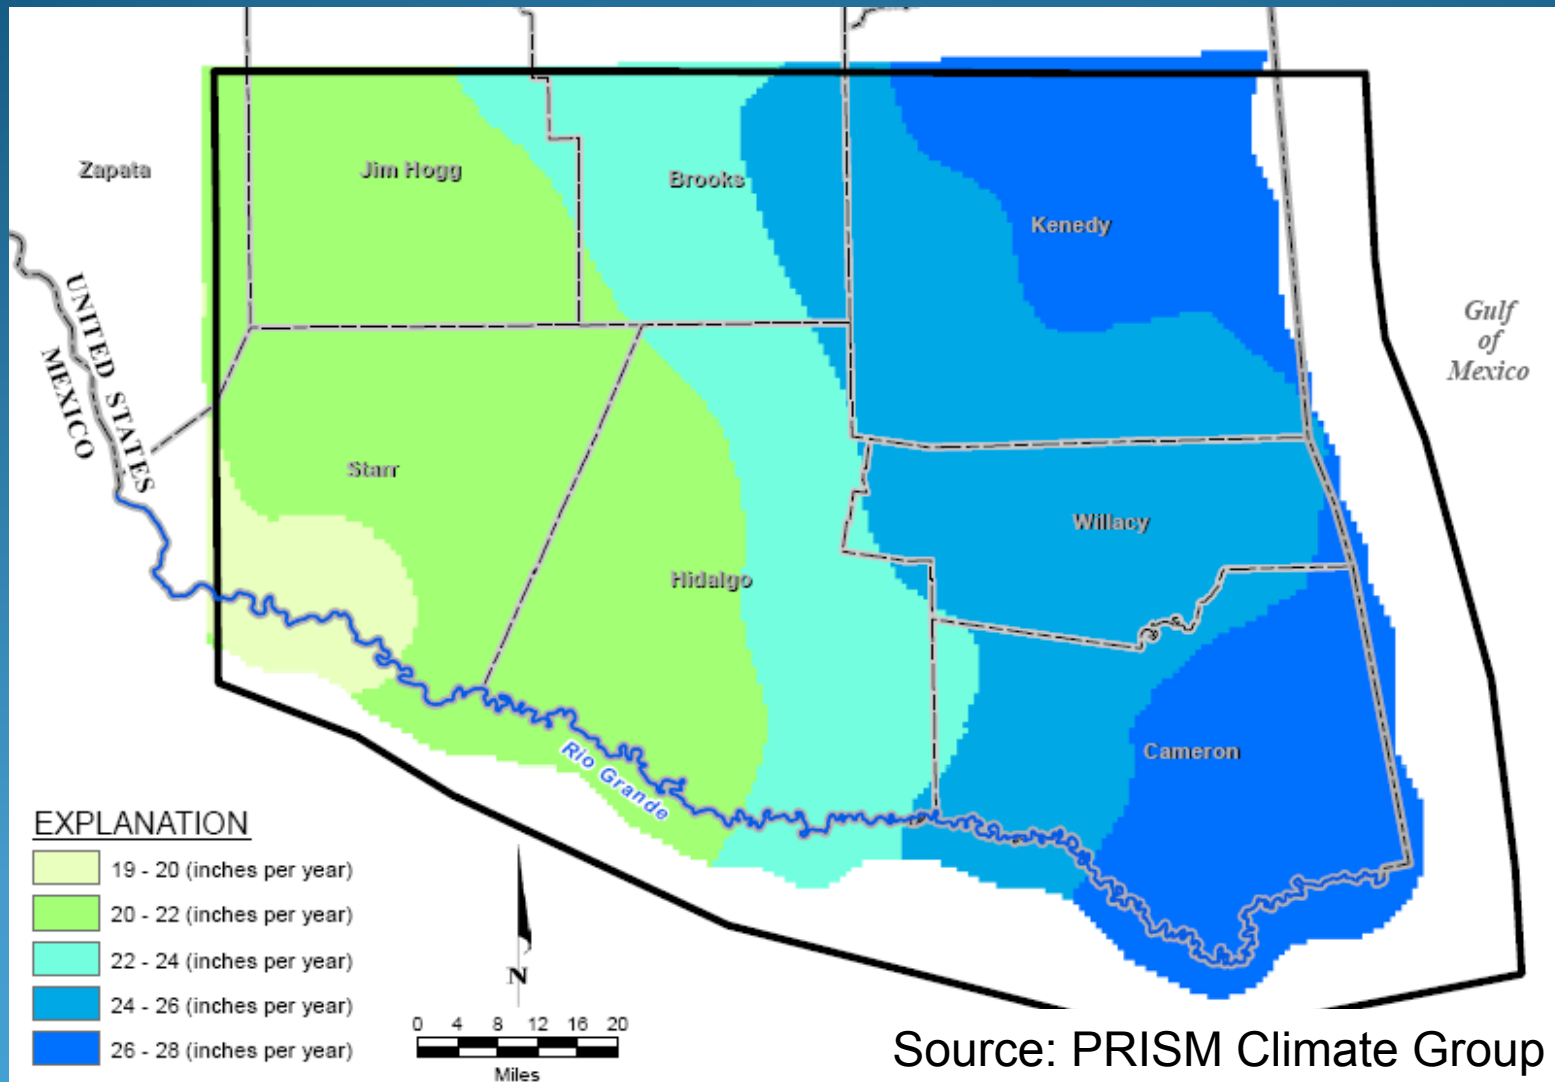 Zapata
Jim Hogg
Brooks
Kenedy
UNITED STATES
MEXICO
Gulf
of
Mexico
Starr
Willacy
Hidalgo
Cameron
Rio Grande
EXPLANATION
19 - 20 (inches per year)
20 - 22 (inches per year)
22 - 24 (inches per year)
24 - 26 (inches per year)
26 - 28 (inches per year)
N
0 4 8 12 16 20
Miles
Source: PRISM Climate Group